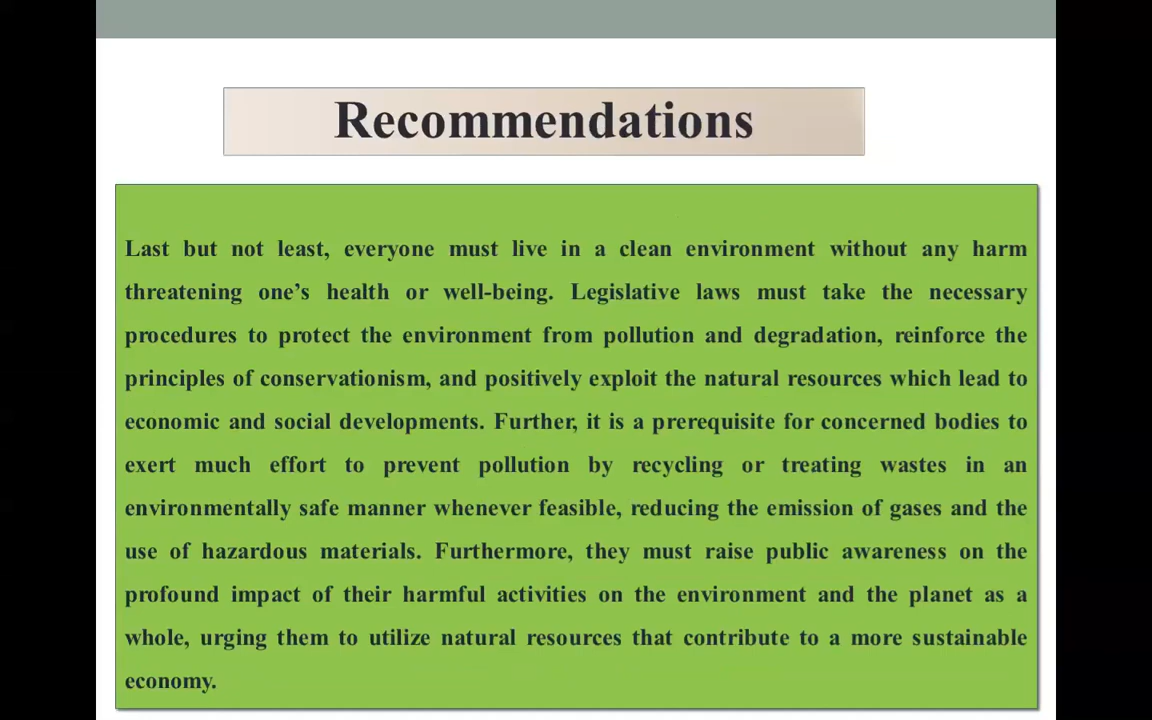 Recommendations
Last but not least, everyone must live in a clean environment without any harm
threatening one’s health or well-being. Legislative laws must take the necessary
procedures to protect the environment from pollution and degradation, reinforce the
principles of conservationism, and positively exploit the natural resources which lead to
economic and social developments. Further, it is a prerequisite for concerned bodies to
exert much effort to prevent pollution by recycling or treating wastes in an
environmentally safe manner whenever feasible, reducing the emission of gases and the
use of hazardous materials. Furthermore, they must raise public awareness on the
profound impact of their harmful activities on the environment and the planet as a
whole, urging them to utilize natural resources that contribute to a more sustainable
economy.